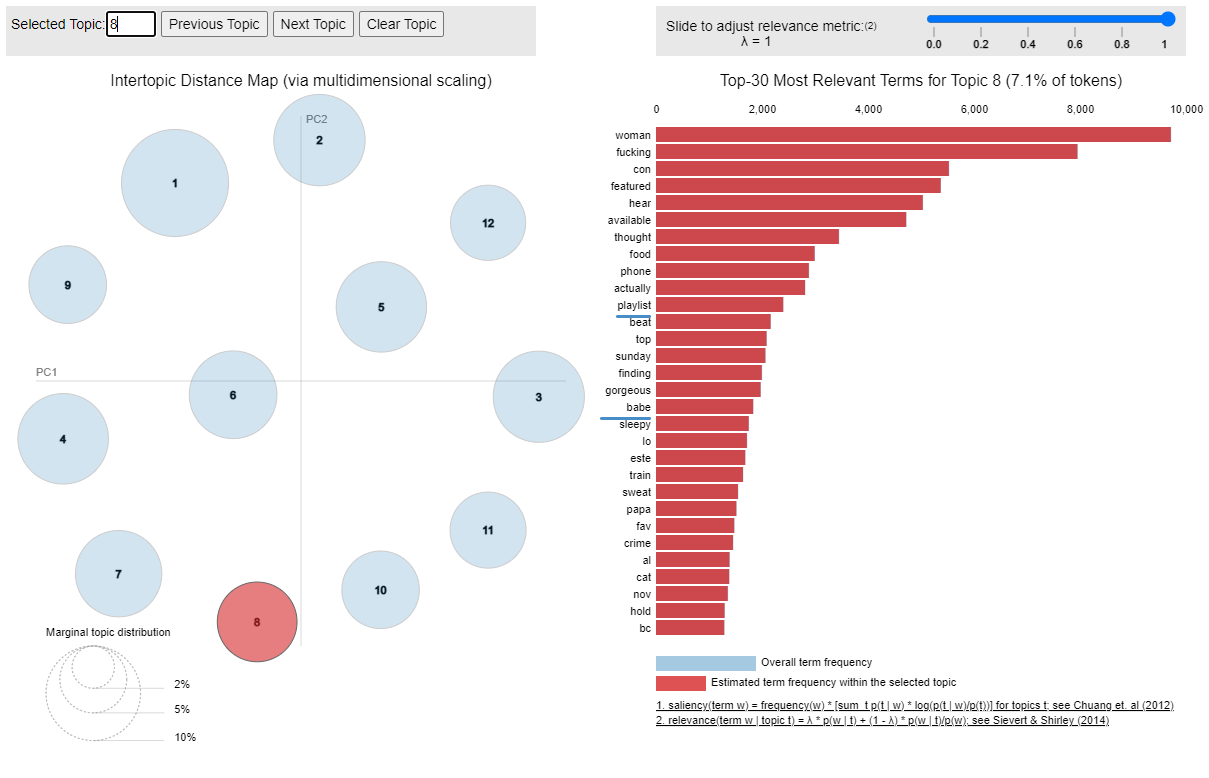 Selected Topic: 8 Previous Topic Next Topic Clear Topic
Slide to adjust relevance metric:(2)
λ = 1
0.0 0.2 0.4 0.6 0.8 1
Intertopic Distance Map (via multidimensional scaling)
PC2
PC1
1
2
12
9
5
6
3
4
11
7
10
8
Marginal topic distribution
2%
5%
10%
Top-30 Most Relevant Terms for Topic 8 (7.1% of tokens)
0 2,000 4,000 6,000 8,000 10,000
woman
fucking
con
featured
hear
available
thought
food
phone
actually
playlist
beat
top
sunday
finding
gorgeous
babe
sleepy
lo
este
train
sweat
papa
fav
crime
al
cat
nov
hold
bc
Overall term frequency
Estimated term frequency within the selected topic
1. saliency(term w) = frequency(w) * [sum_t p(t | w) * log(p(t | w)/p(t))] for topics t; see Chuang et. al (2012)
2. relevance(term w | topic t) = λ * p(w | t) + (1 - λ) * p(w | t)/p(w); see Sievert & Shirley (2014)